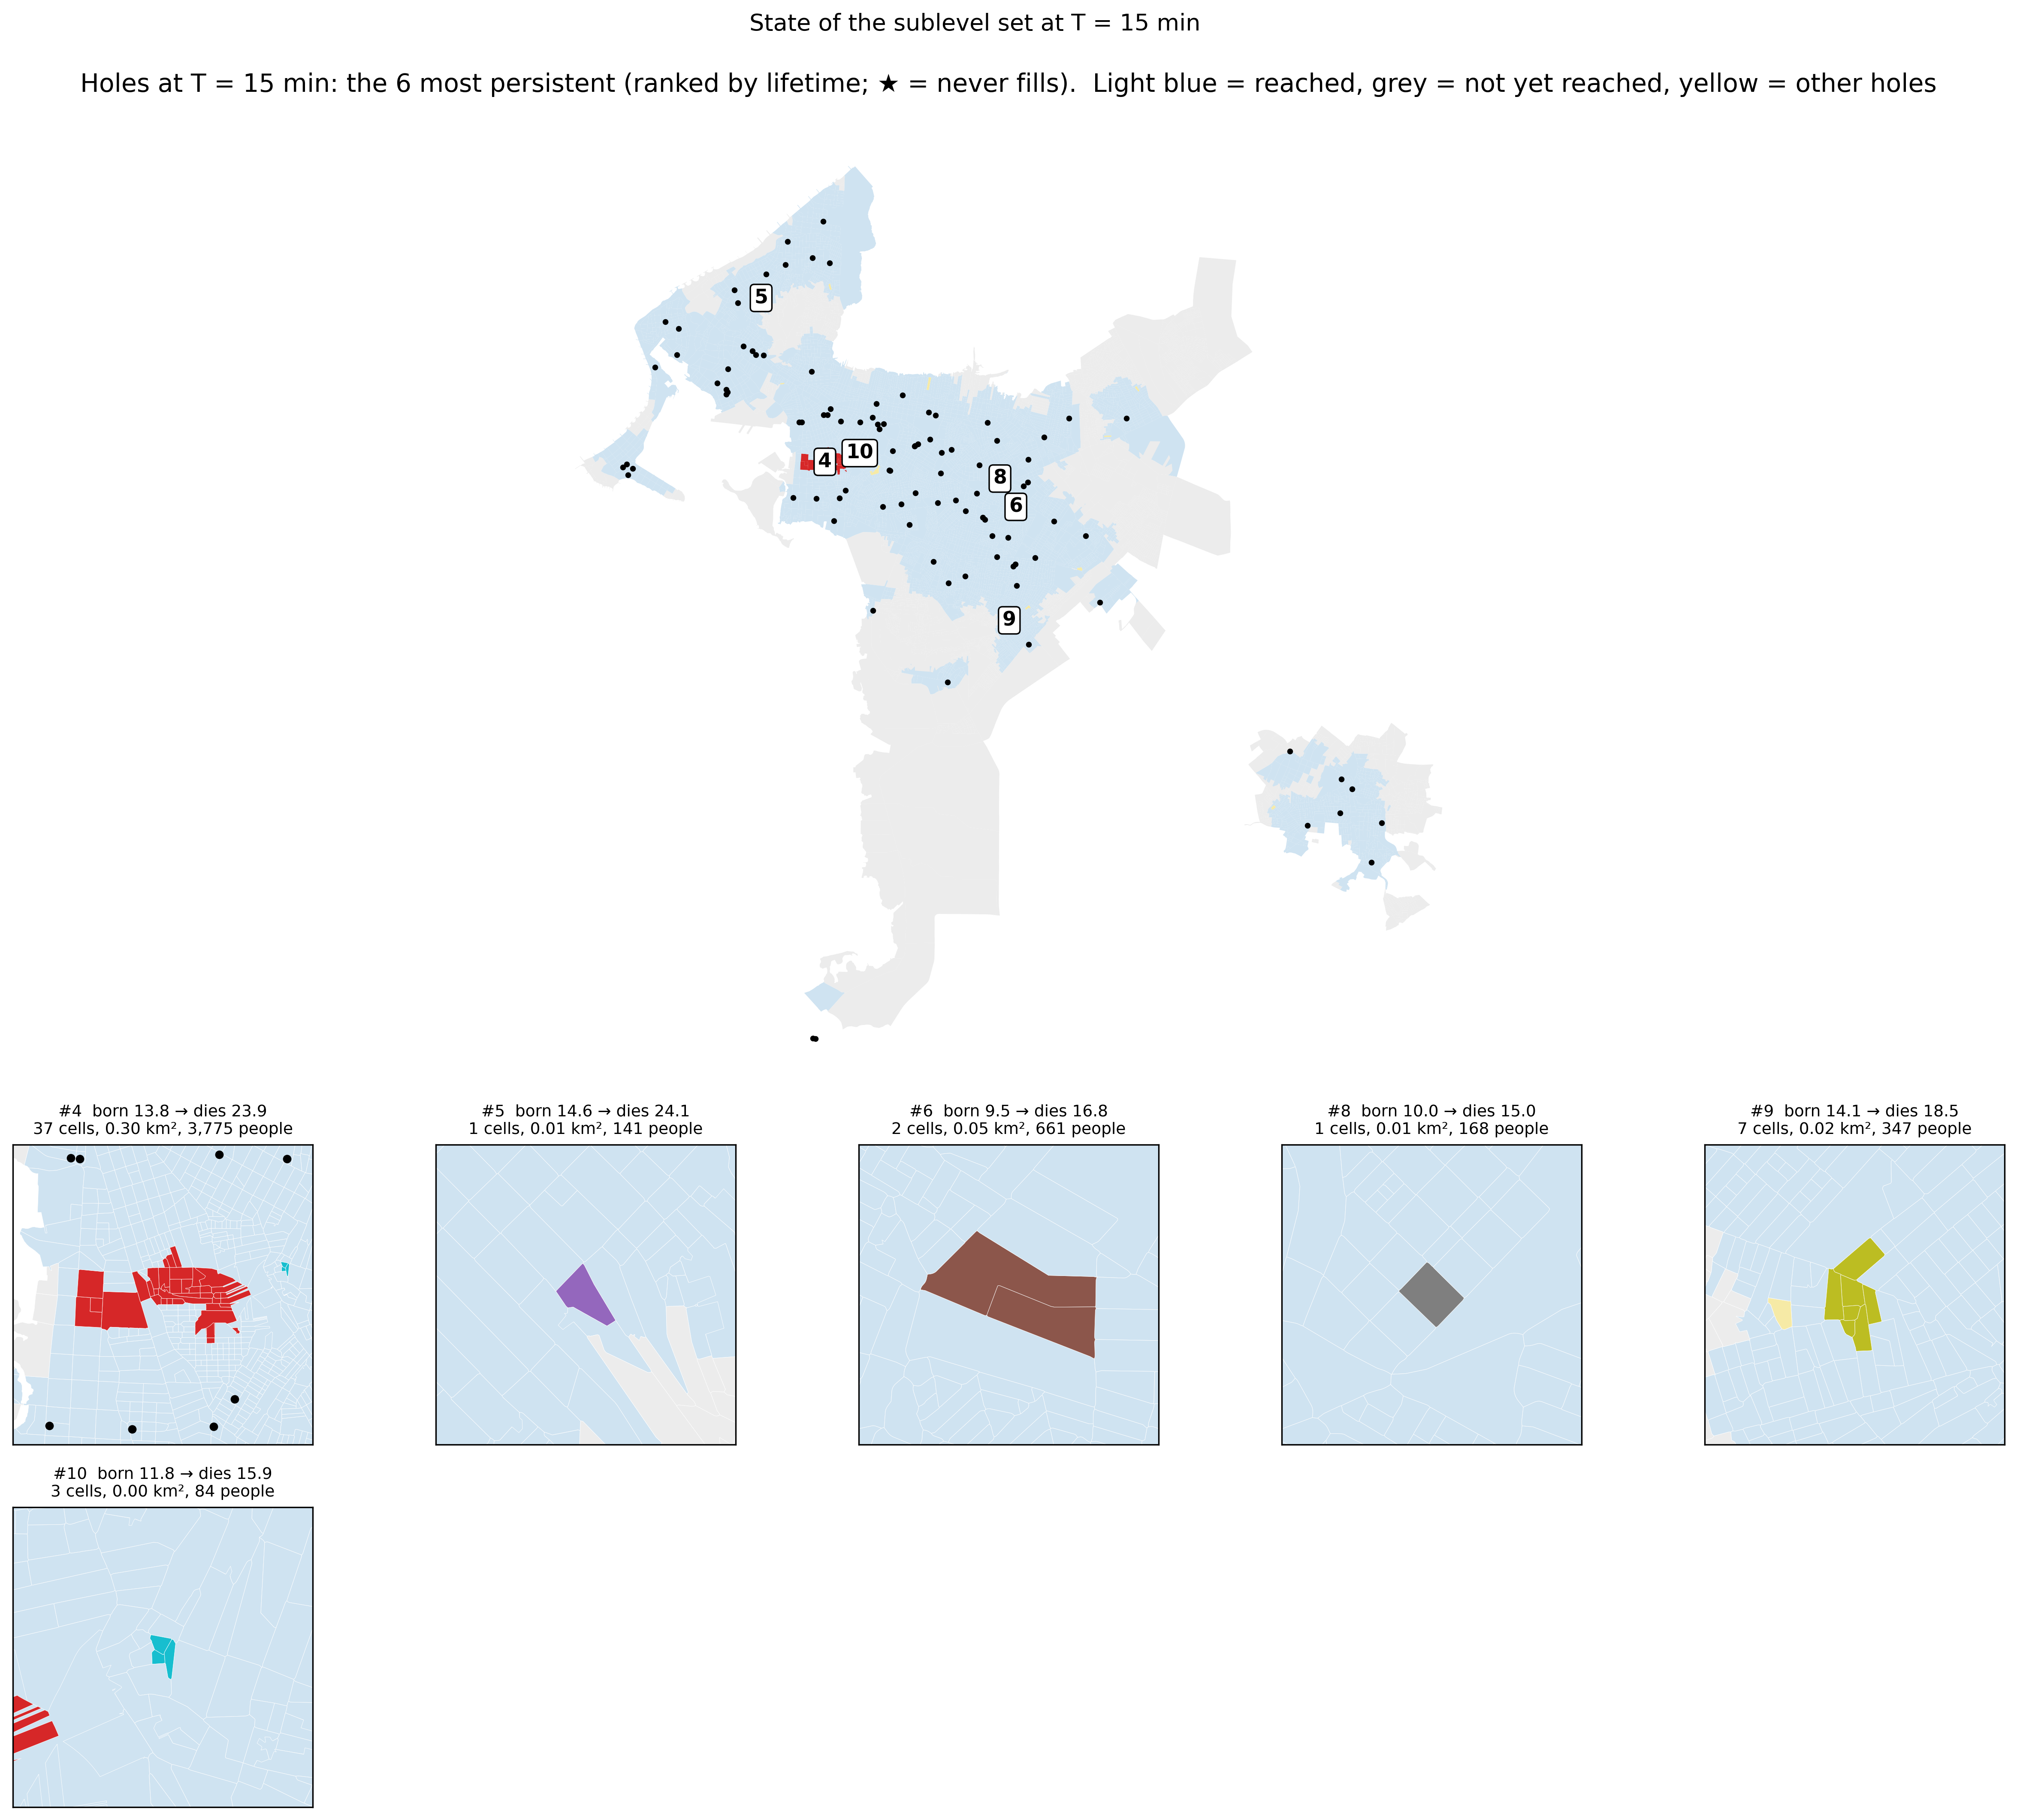 State of the sublevel set at T = 15 min
Holes at T = 15 min: the 6 most persistent (ranked by lifetime; ★ = never fills).  Light blue = reached, grey = not yet reached, yellow = other holes
5
10
4
8
6
9
#4  born 13.8 → dies 23.9
37 cells, 0.30 km², 3,775 people
#5  born 14.6 → dies 24.1
1 cells, 0.01 km², 141 people
#6  born 9.5 → dies 16.8
2 cells, 0.05 km², 661 people
#8  born 10.0 → dies 15.0
1 cells, 0.01 km², 168 people
#9  born 14.1 → dies 18.5
7 cells, 0.02 km², 347 people
#10  born 11.8 → dies 15.9
3 cells, 0.00 km², 84 people